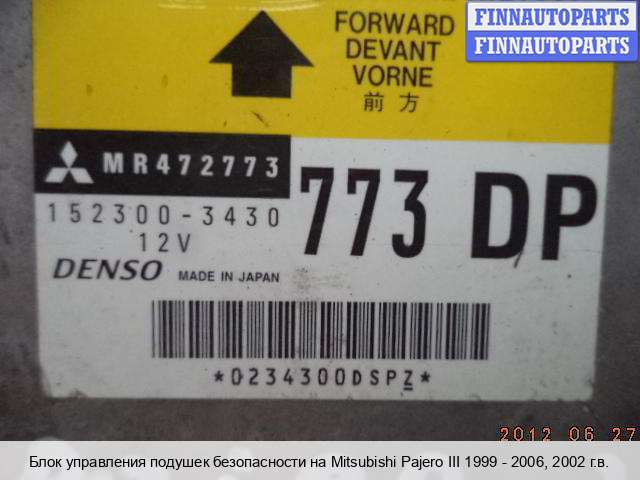 FINNAUTOPARTS
FINNAUTOPARTS
FORWARD
DEVANT
VORNE
前方
MR472773
773 DP
152300-3430
12V
DENSO MADE IN JAPAN
*0234300DSPZ*
2012 06 27
Блок управления подушек безопасности на Mitsubishi Pajero III 1999 - 2006, 2002 г.в.